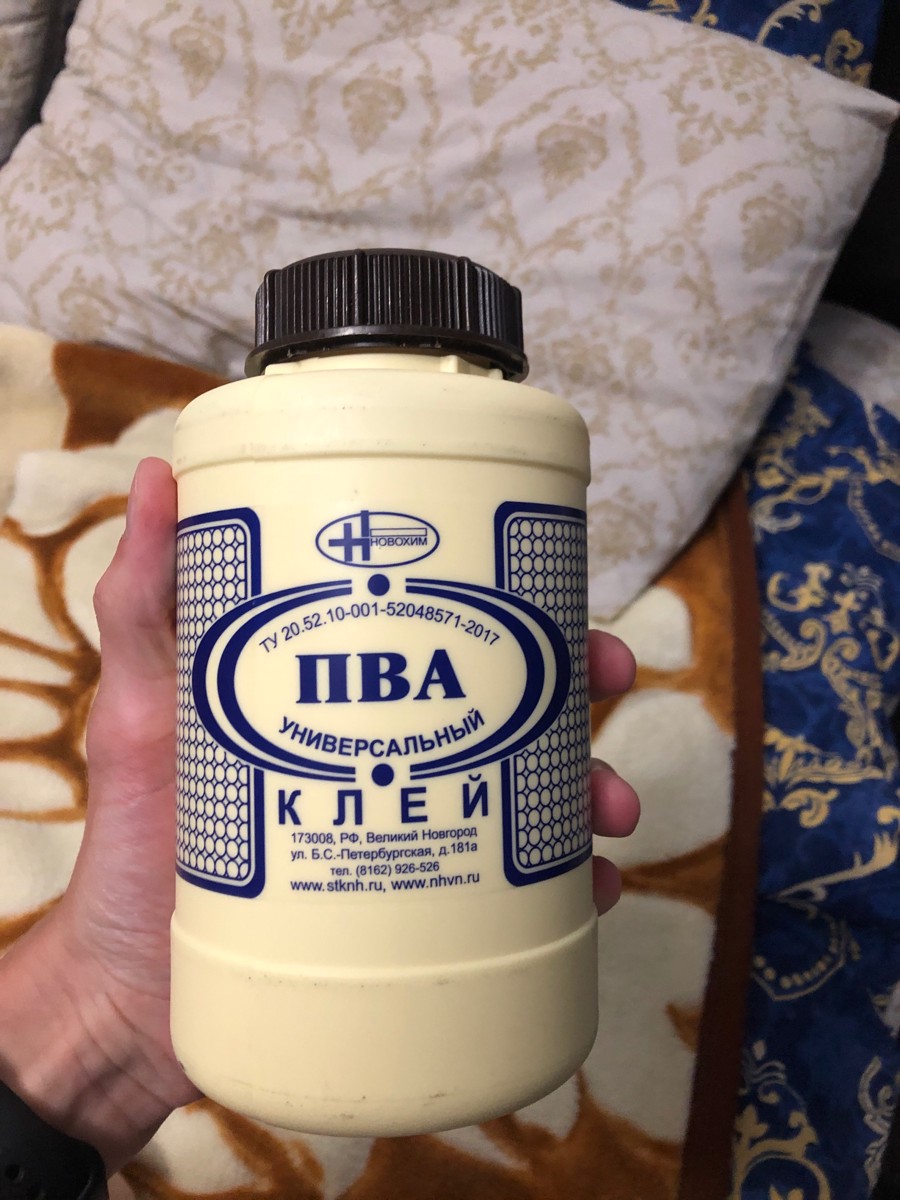 НОВОХИМ
ТУ 20.52.10-001-52048571-2017
ПВА
УНИВЕРСАЛЬНЫЙ
КЛЕЙ
173008, РФ, Великий Новгород
ул. Б.С.-Петербургская, д.181а
тел. (8162) 926-526
www.stknh.ru, www.nhvn.ru